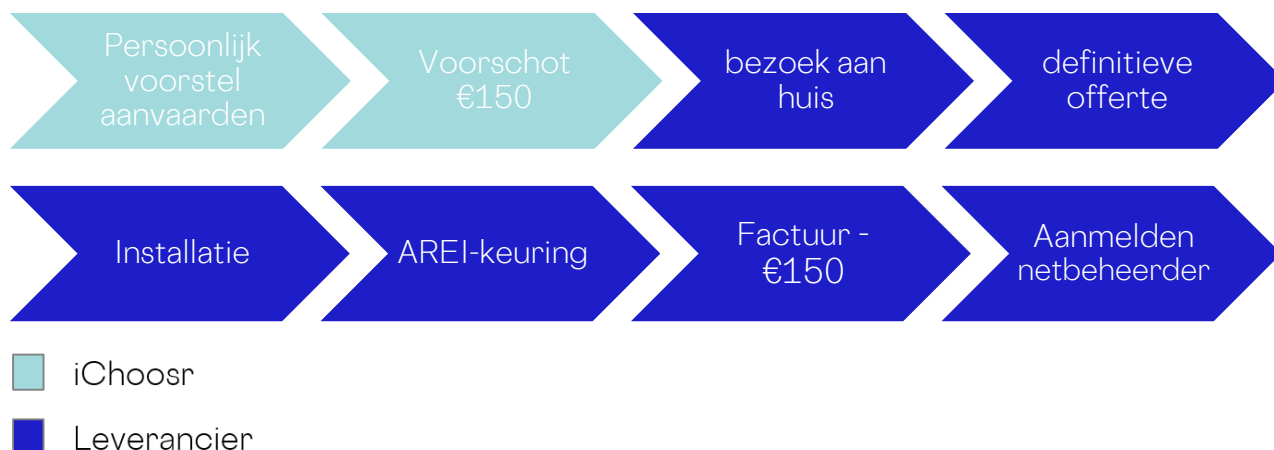 Persoonlijk
voorstel
aanvaarden
Voorschot
€150
bezoek aan
huis
definitieve
offerte
Installatie
AREI-keuring
Factuur -
€150
Aanmelden
netbeheerder
iChoosr
Leverancier